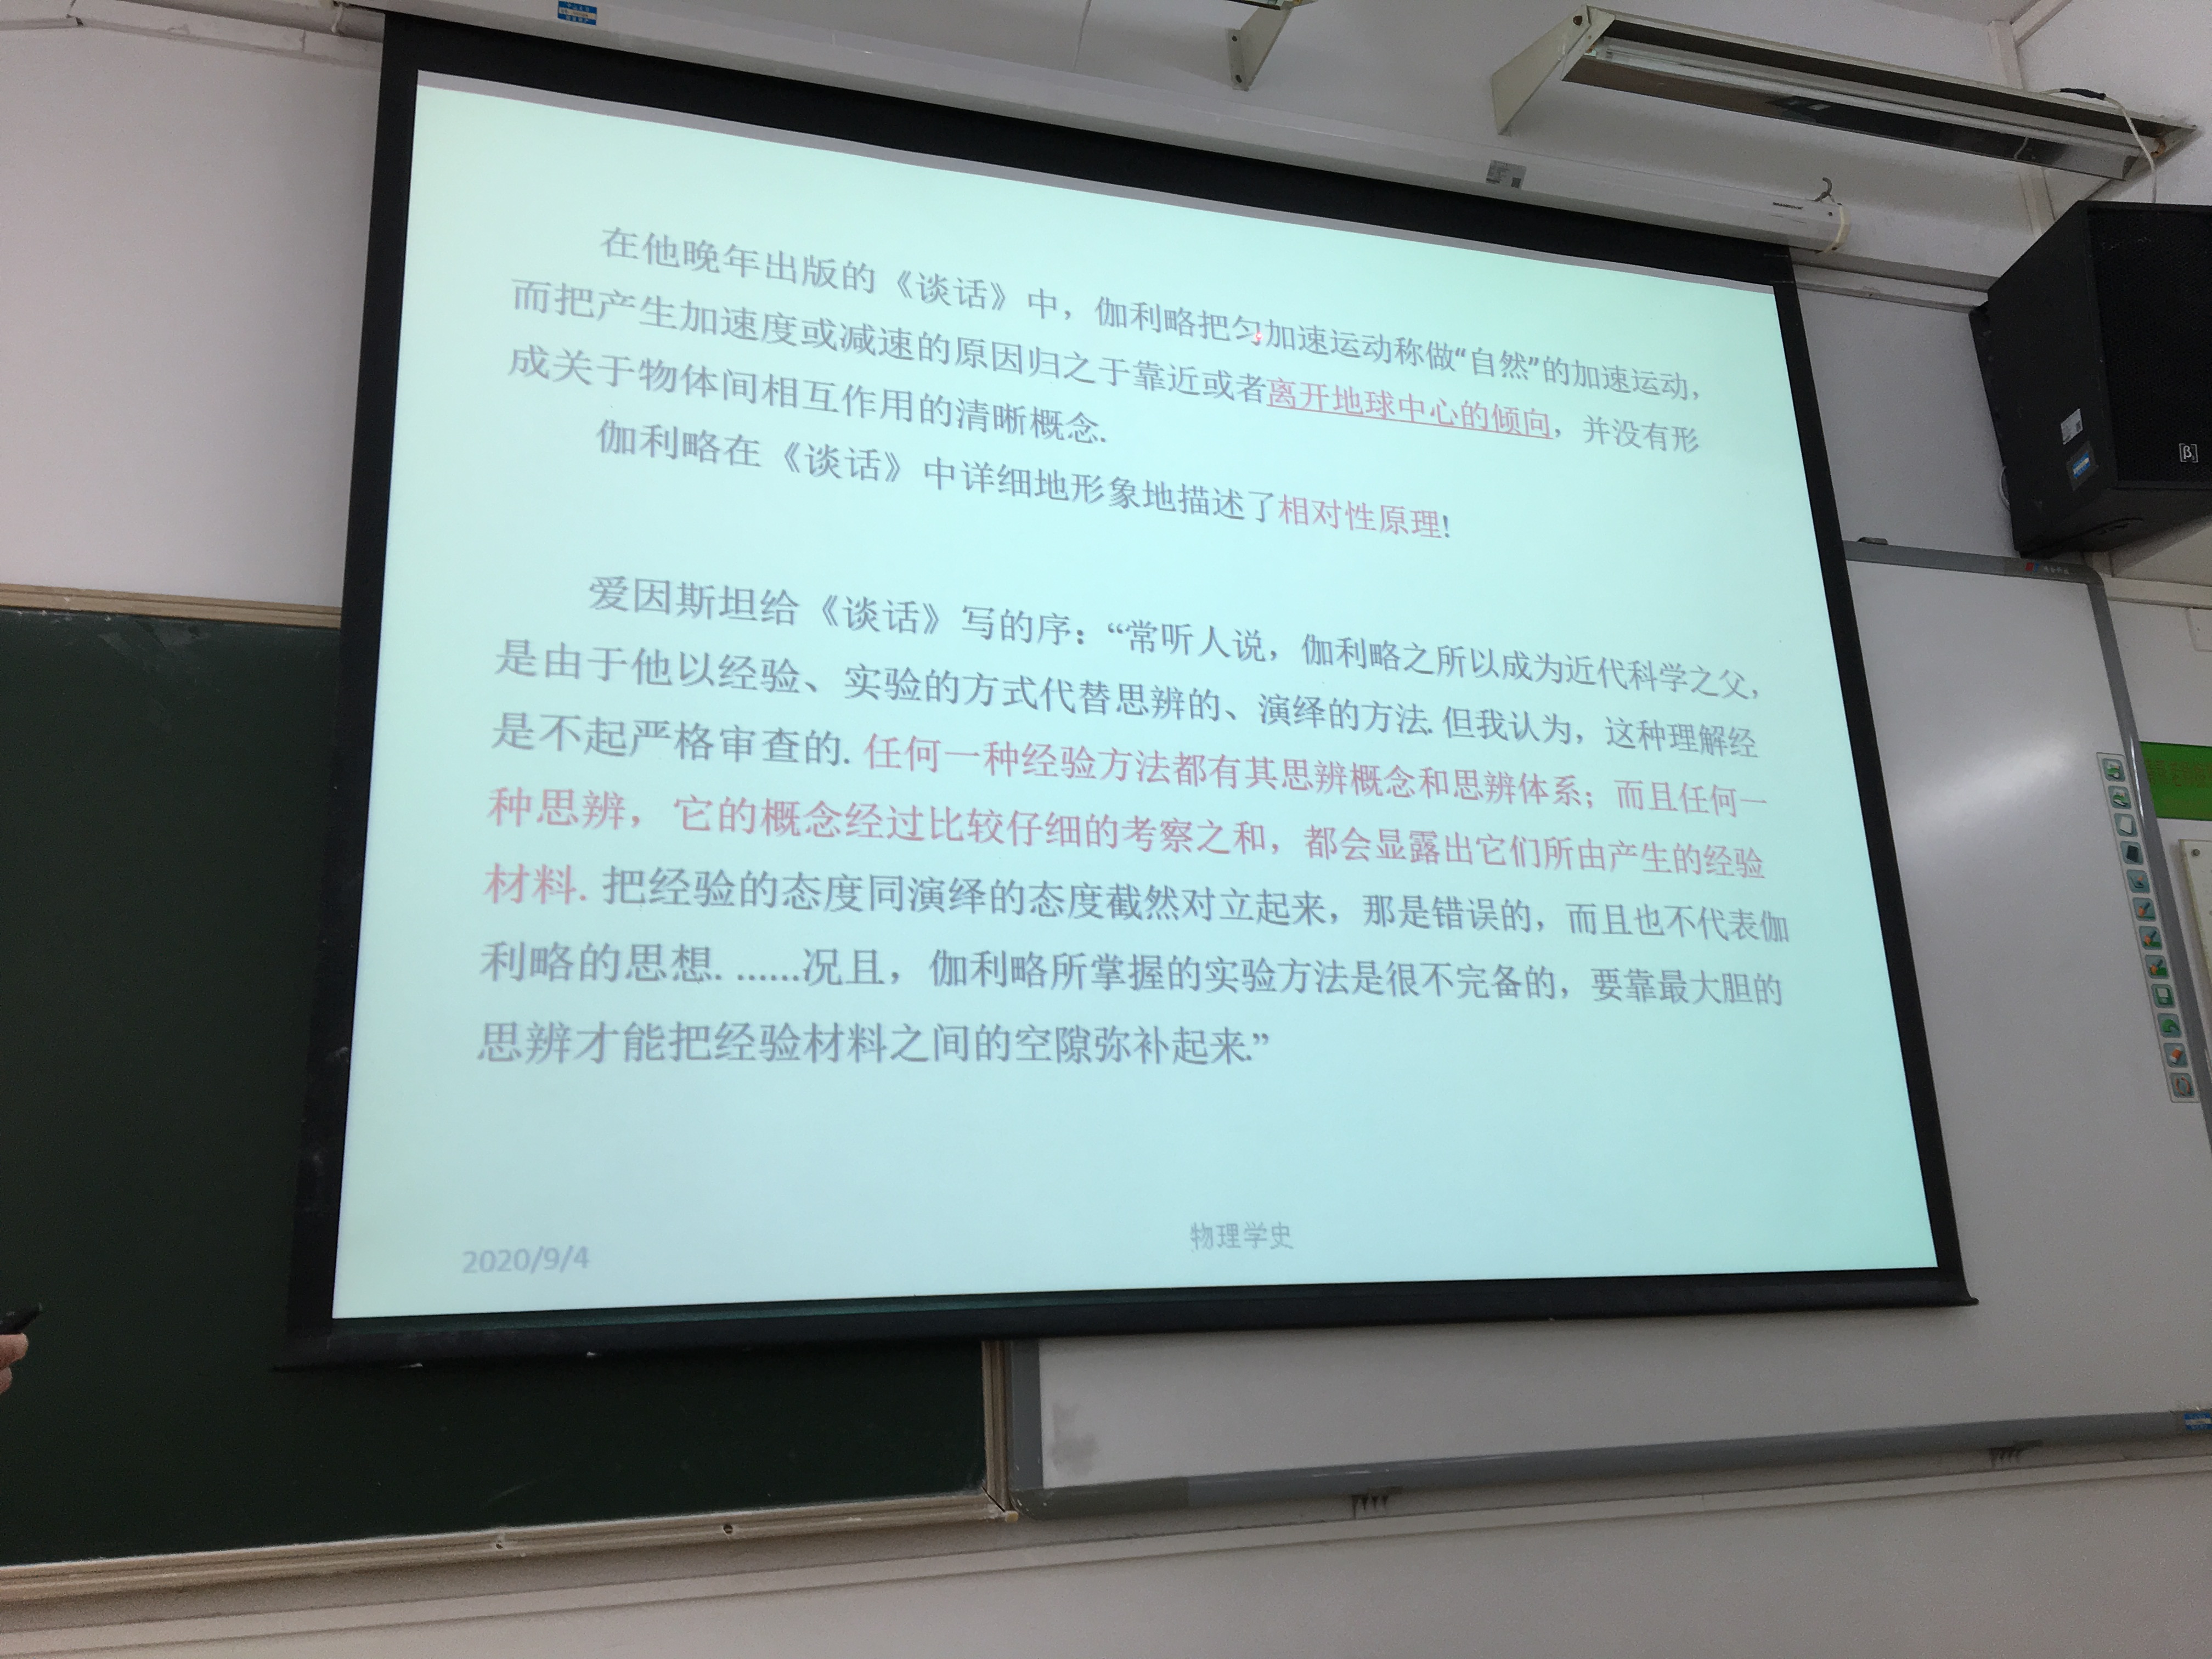 在他晚年出版的《谈话》中，伽利略把匀加速运动称做“自然”的加速运动，
而把产生加速度或减速的原因归之于靠近或者离开地球中心的倾向，并没有形
成关于物体间相互作用的清晰概念.
伽利略在《谈话》中详细地形象地描述了相对性原理!
爱因斯坦给《谈话》写的序：“常听人说，伽利略之所以成为近代科学之父，
是由于他以经验、实验的方式代替思辨的、演绎的方法.但我认为，这种理解经
是不起严格审查的. 任何一种经验方法都有其思辨概念和思辨体系；而且任何一
种思辨，它的概念经过比较仔细的考察之和，都会显露出它们所由产生的经验
材料. 把经验的态度同演绎的态度截然对立起来，那是错误的，而且也不代表伽
利略的思想. ......况且，伽利略所掌握的实验方法是很不完备的，要靠最大胆的
思辨才能把经验材料之间的空隙弥补起来.”
2020/9/4
物理学史